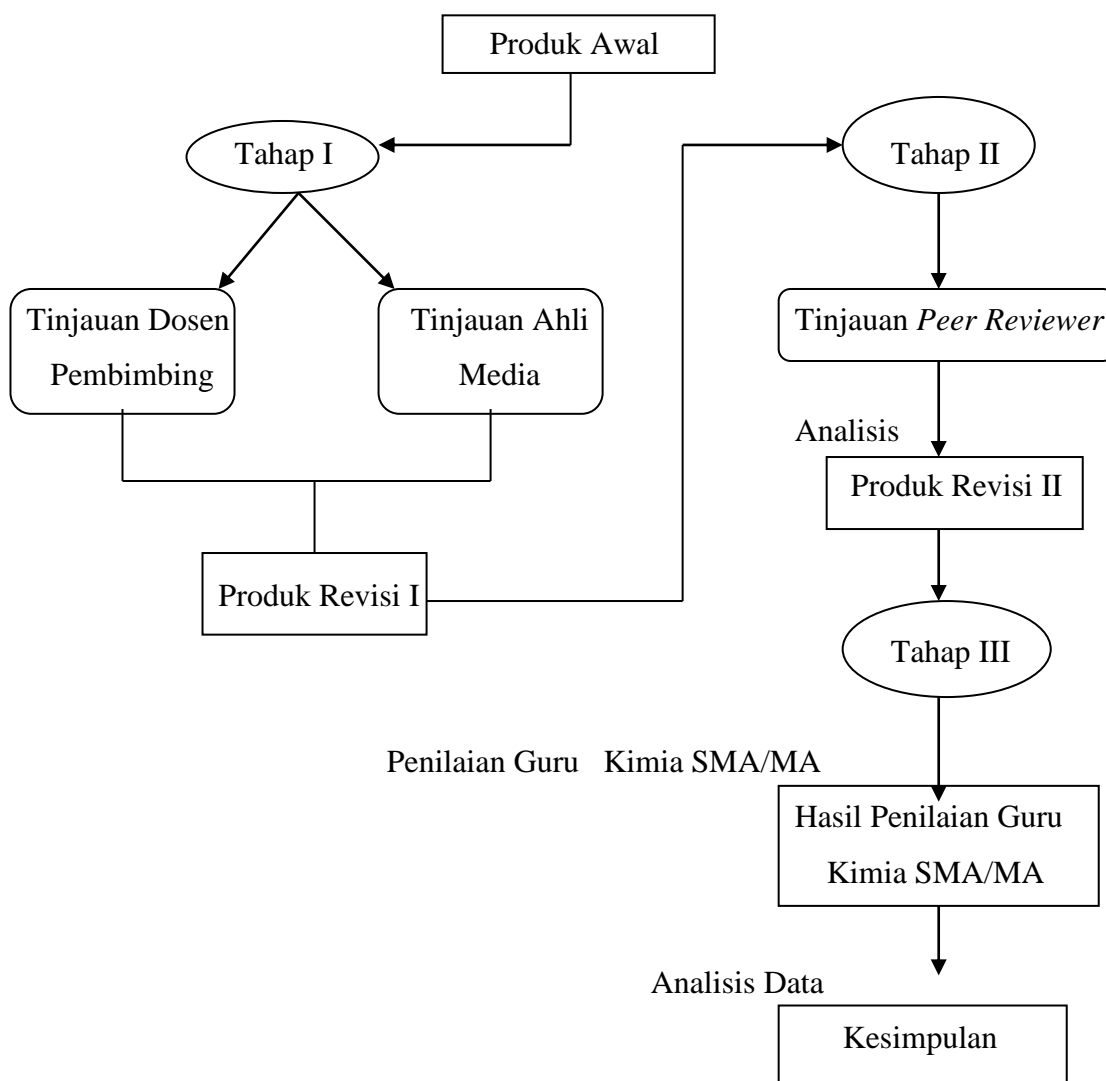 Produk Awal
Tahap I
Tinjauan Dosen
Pembimbing
Tinjauan Ahli
Media
Produk Revisi I
Tahap II
Tinjauan Peer Reviewer
Analisis
Produk Revisi II
Tahap III
Penilaian Guru Kimia SMA/MA
Hasil Penilaian Guru
Kimia SMA/MA
Analisis Data
Kesimpulan